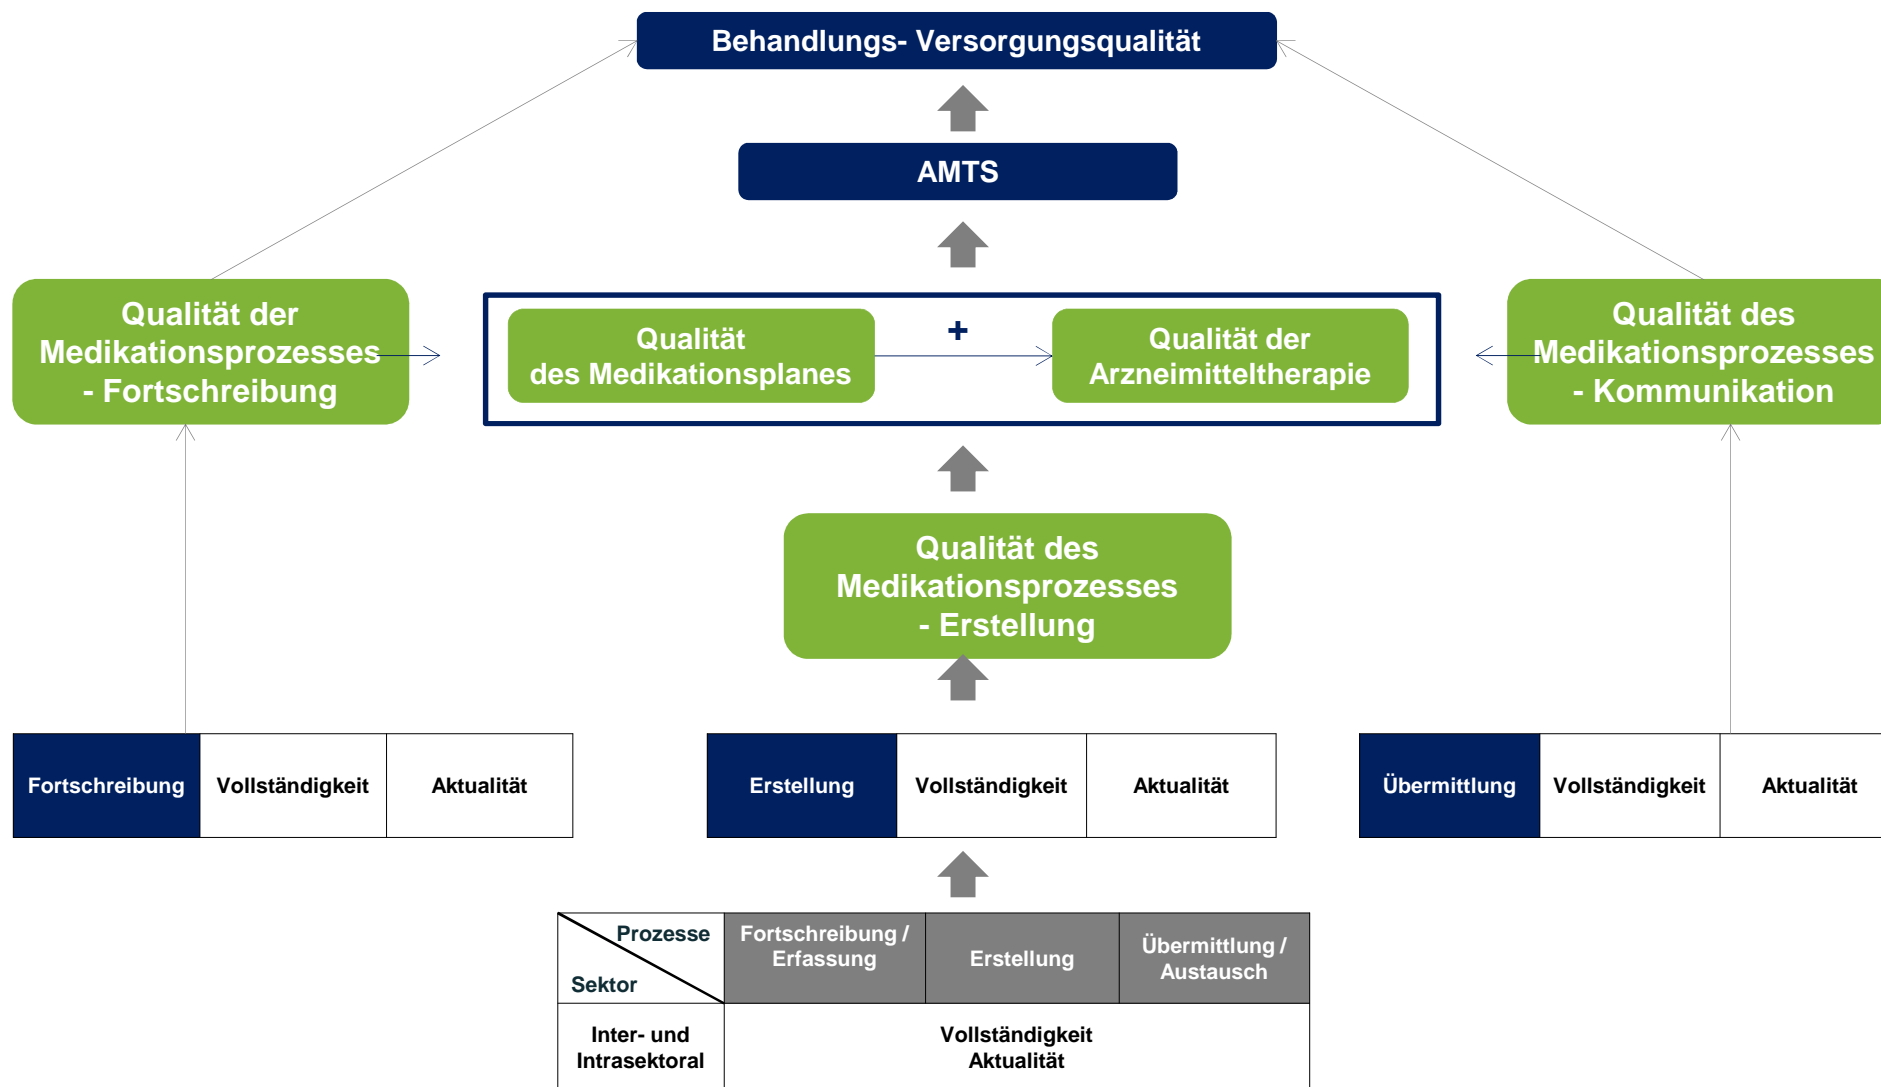 Behandlungs- Versorgungsqualität
AMTS
Qualität der
Medikationsprozesses
- Fortschreibung
Qualität
des Medikationsplanes
+
Qualität der
Arzneimitteltherapie
Qualität des
Medikationsprozesses
- Kommunikation
Qualität des
Medikationsprozesses
- Erstellung
Fortschreibung
Vollständigkeit
Aktualität
Erstellung
Vollständigkeit
Aktualität
Übermittlung
Vollständigkeit
Aktualität
Prozesse
Sektor
Fortschreibung /
Erfassung
Erstellung
Übermittlung /
Austausch
Inter- und
Intrasektoral
Vollständigkeit
Aktualität